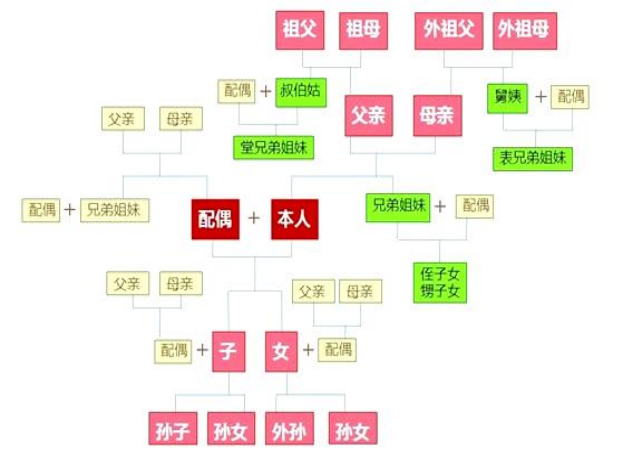 祖父 祖母 外祖父 外祖母
配偶 + 叔伯姑 舅姨 + 配偶
父亲 母亲 父亲 母亲
堂兄弟姐妹 表兄弟姐妹
配偶 + 兄弟姐妹 配偶 + 本人 兄弟姐妹 + 配偶
侄子女
甥子女
父亲 母亲 父亲 母亲
配偶 + 子 女 + 配偶
孙子 孙女 外孙 孙女